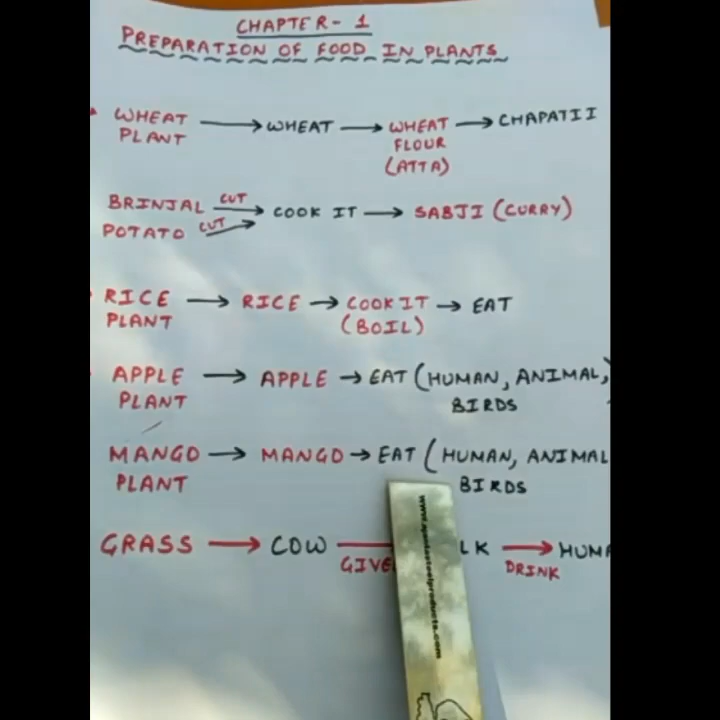 CHAPTER- 1
PREPARATION OF FOOD IN PLANTS
WHEAT PLANT → WHEAT → WHEAT FLOUR (ATTA) → CHAPATII
BRINJAL CUT → COOK IT → SABJI (CURRY)
POTATO CUT →
RICE PLANT → RICE → COOK IT (BOIL) → EAT
APPLE PLANT → APPLE → EAT (HUMAN, ANIMAL, BIRDS
MANGO PLANT → MANGO → EAT (HUMAN, ANIMAL BIRDS
GRASS → COW GIVE LK → DRINK HUMA